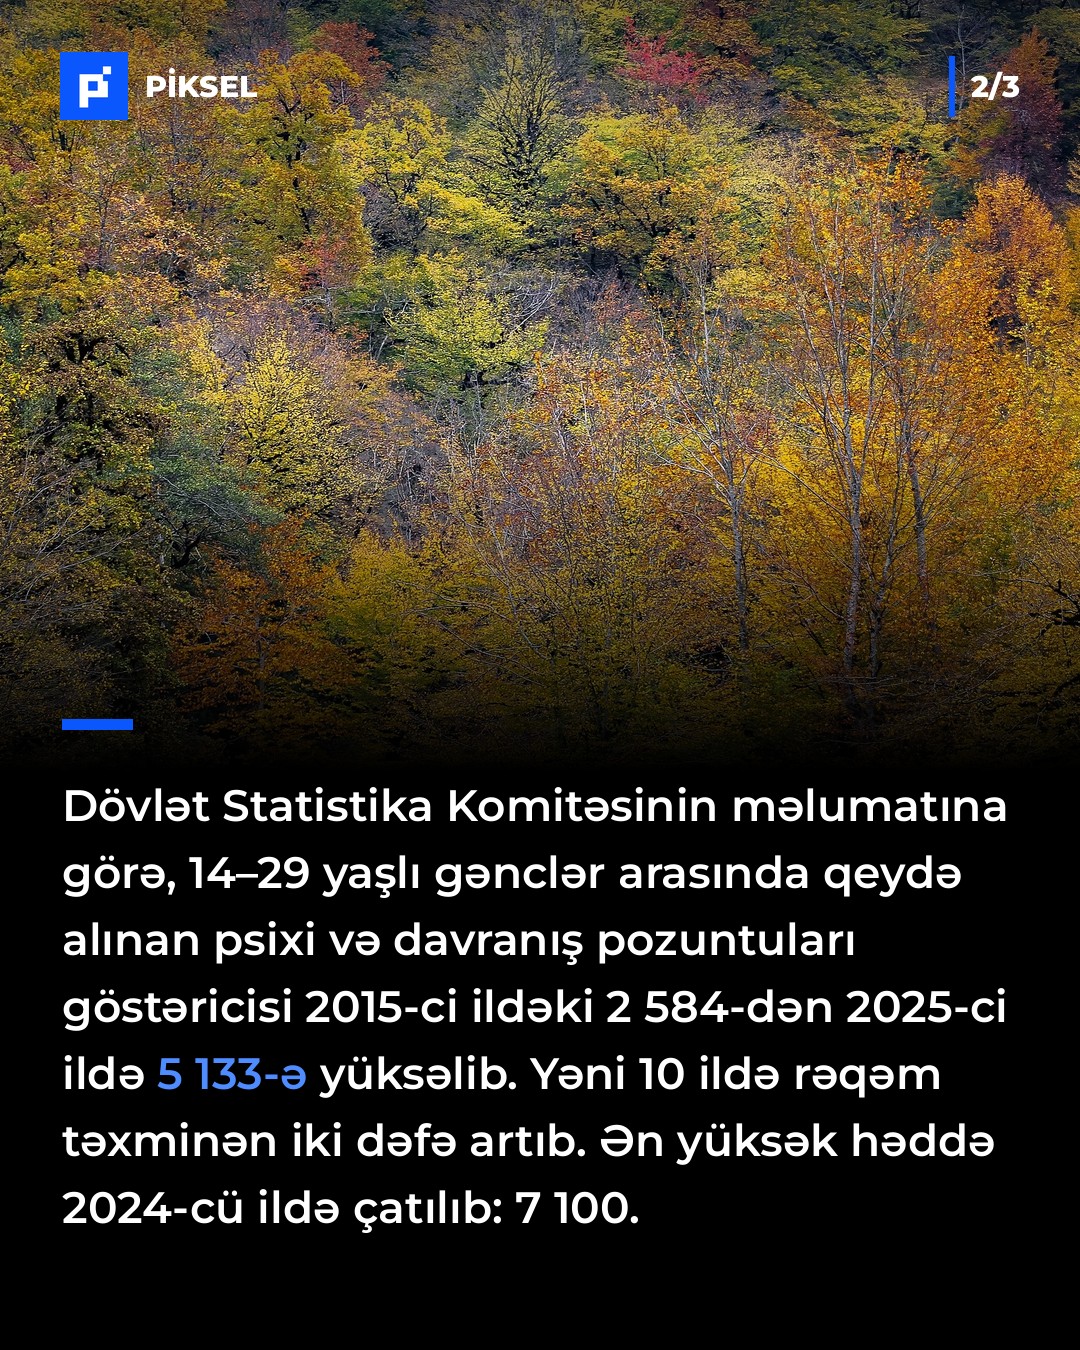 PİKSEL
2/3
Dövlət Statistika Komitəsinin məlumatına
görə, 14–29 yaşlı gənclər arasında qeydə
alınan psixi və davranış pozuntuları
göstəricisi 2015-ci ildəki 2 584-dən 2025-ci
ildə 5 133-ə yüksəlib. Yəni 10 ildə rəqəm
təxminən iki dəfə artıb. Ən yüksək həddə
2024-cü ildə çatılıb: 7 100.